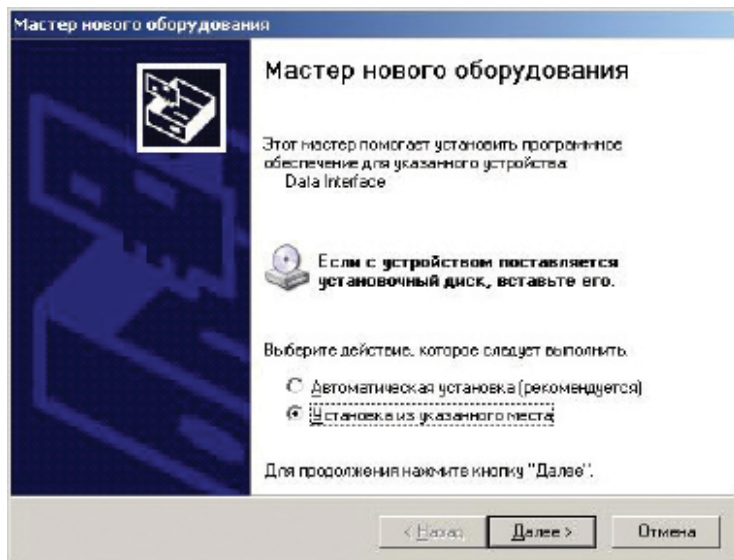 Мастер нового оборудования
Мастер нового оборудования
Этот мастер помогает установить программное
обеспечение для указанного устройства:
Data Interface
Если с устройством поставляется
установочный диск, вставьте его.
Выберите действие, которое следует выполнить.
Автоматическая установка (рекомендуется)
Установка из указанного места
Для продолжения нажмите кнопку "Далее".
< Назад
Далее >
Отмена